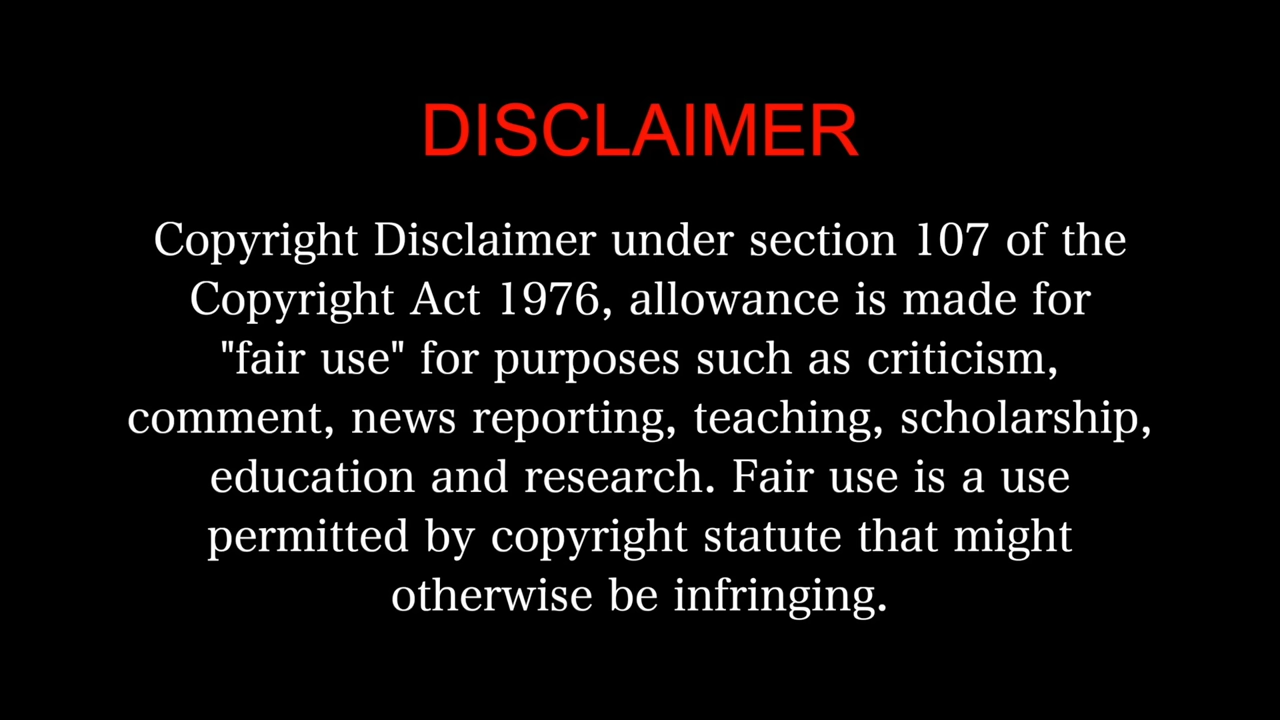 DISCLAIMER
Copyright Disclaimer under section 107 of the
Copyright Act 1976, allowance is made for
"fair use" for purposes such as criticism,
comment, news reporting, teaching, scholarship,
education and research. Fair use is a use
permitted by copyright statute that might
otherwise be infringing.